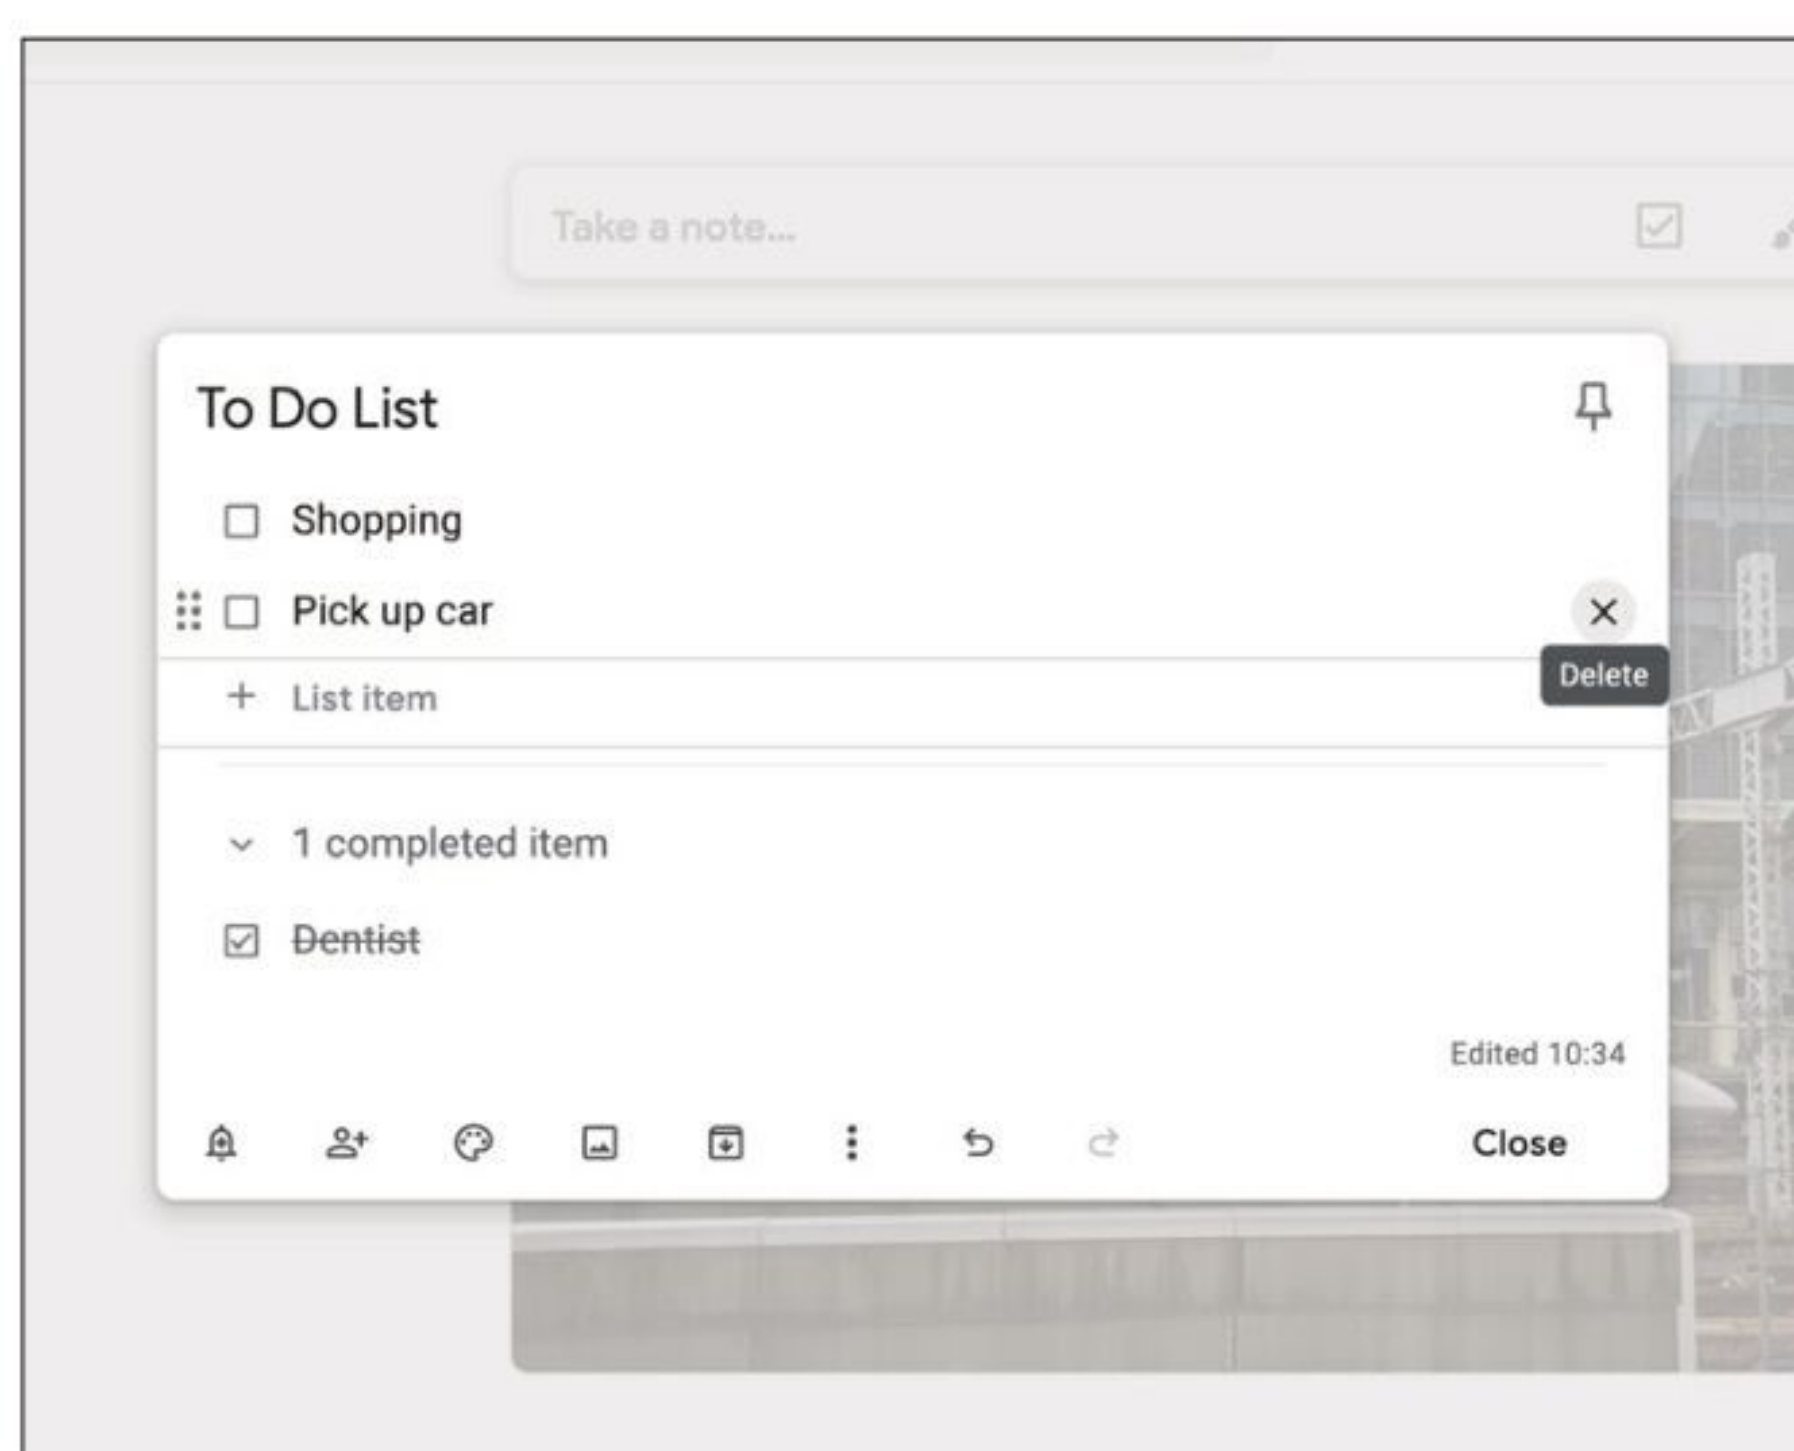 Take a note...
To Do List
Shopping
Pick up car
Delete
List item
1 completed item
Dentist
Edited 10:34
Close